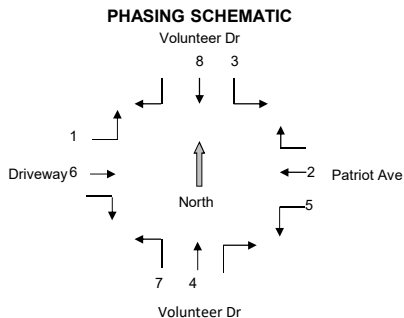 PHASING SCHEMATIC
Volunteer Dr
8 3
1
Driveway 6
2 Patriot Ave
North
5
7 4
Volunteer Dr